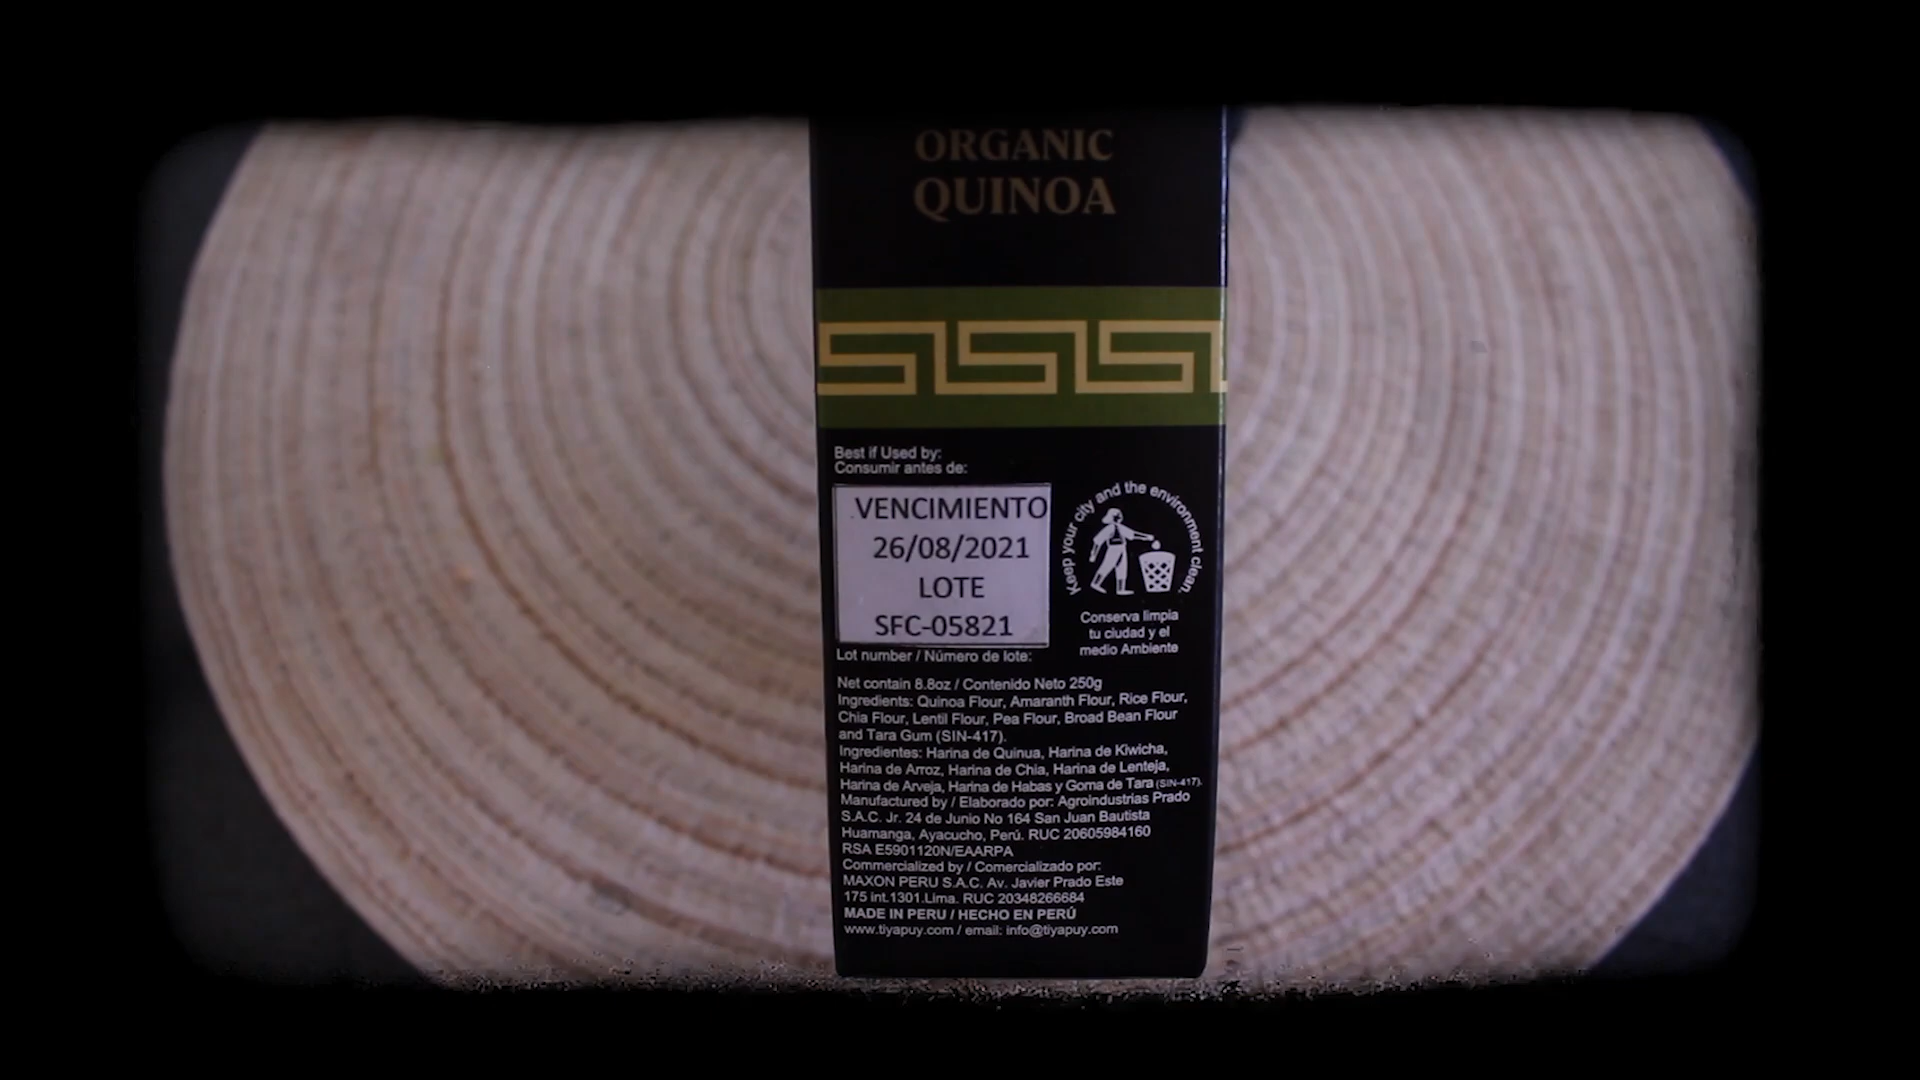 ORGANIC
QUINOA
Best if Used by:
Consumir antes de:
VENCIMIENTO
26/08/2021
LOTE
SFC-05821
Keep your city and the environment clean.
Conserva limpia
tu ciudad y el
medio Ambiente
Lot number / Número de lote:
Net contain 8.8oz / Contenido Neto 250g
Ingredients: Quinoa Flour, Amaranth Flour, Rice Flour,
Chia Flour, Lentil Flour, Pea Flour, Broad Bean Flour
and Tara Gum (SIN-417).
Ingredientes: Harina de Quinua, Harina de Kiwicha,
Harina de Arroz, Harina de Chia, Harina de Lenteja,
Harina de Arveja, Harina de Habas y Goma de Tara (SIN-417).
Manufactured by / Elaborado por: Agroindustrias Prado
S.A.C. Jr. 24 de Junio No 164 San Juan Bautista
Huamanga, Ayacucho, Perú. RUC 20605984160
RSA E5901120N/EAARPA
Commercialized by / Comercializado por:
MAXON PERU S.A.C. Av. Javier Prado Este
175 int.1301.Lima. RUC 20348266684
MADE IN PERU / HECHO EN PERÚ
www.tiyapuy.com / email: info@tiyapuy.com